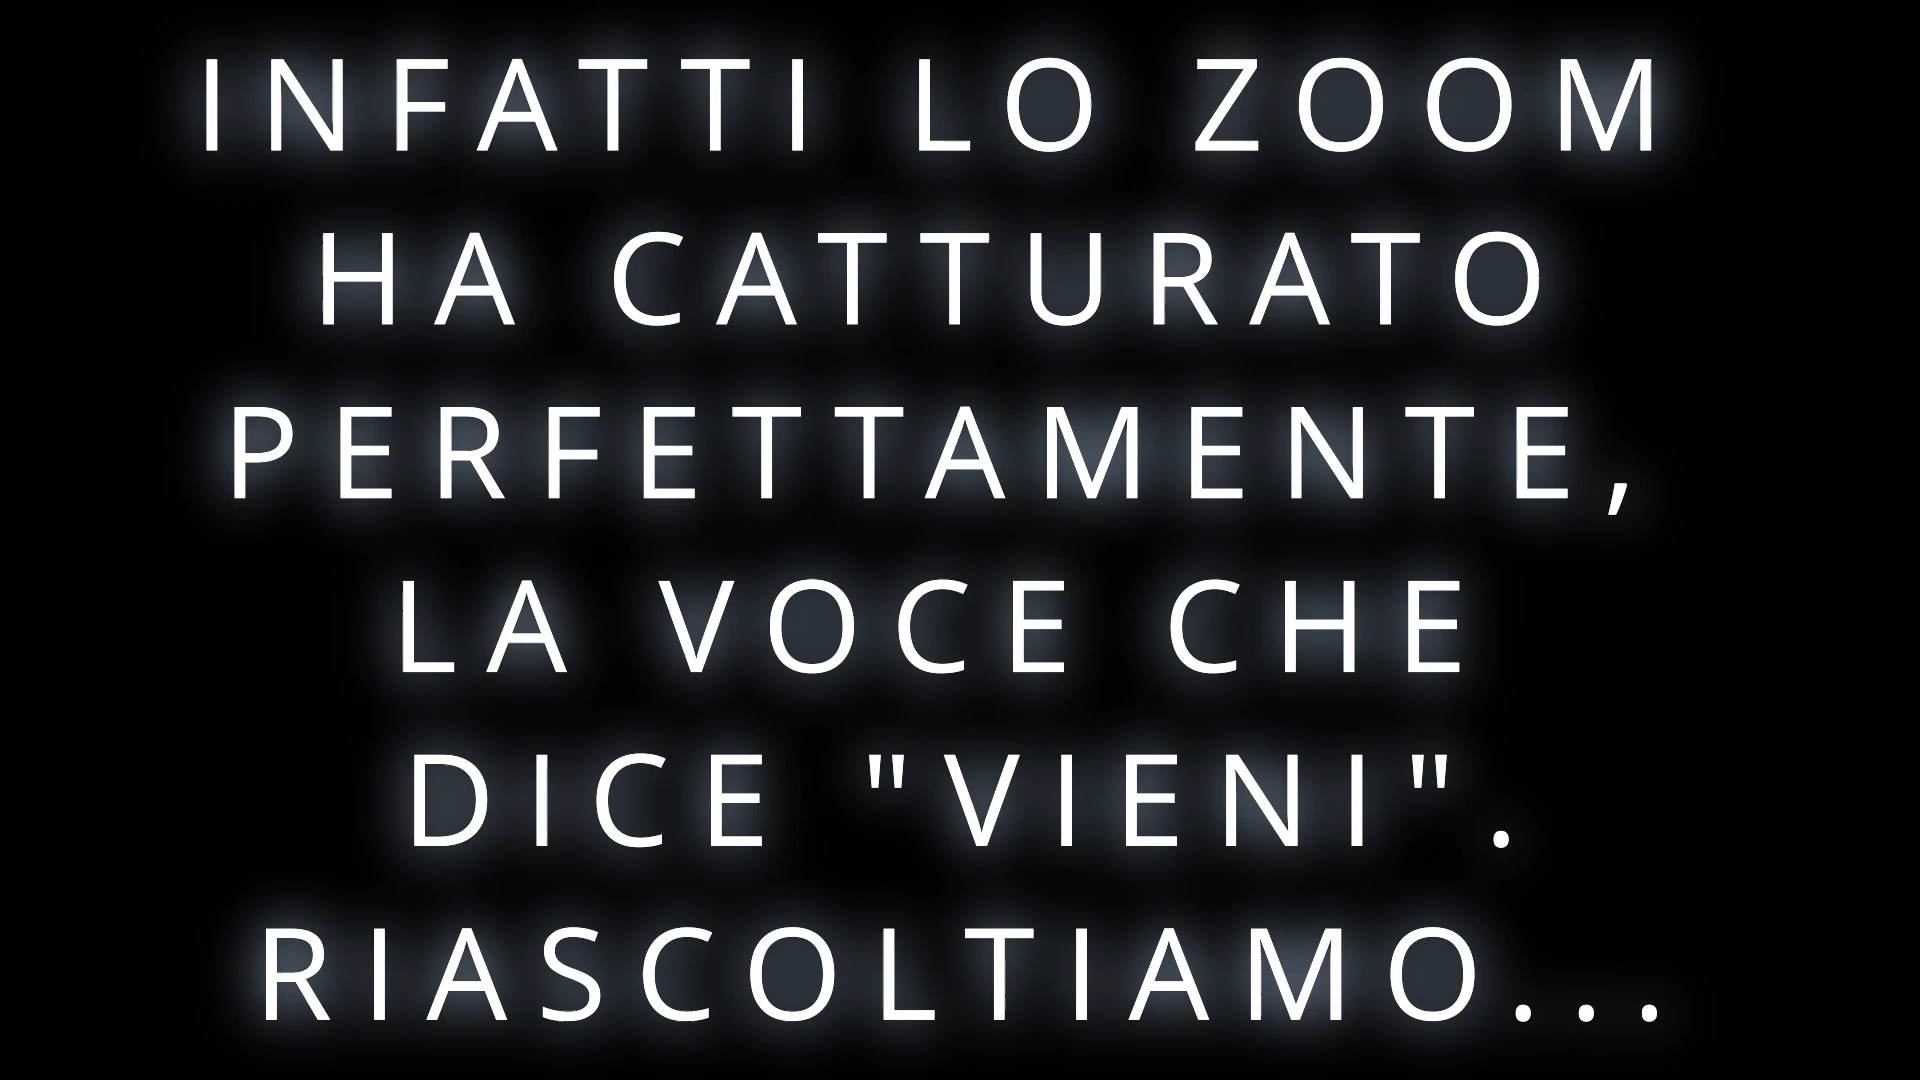 INFATTI LO ZOOM
HA CATTURATO
PERFETTAMENTE,
LA VOCE CHE
DICE "VIENI".
RIASCOLTIAMO...